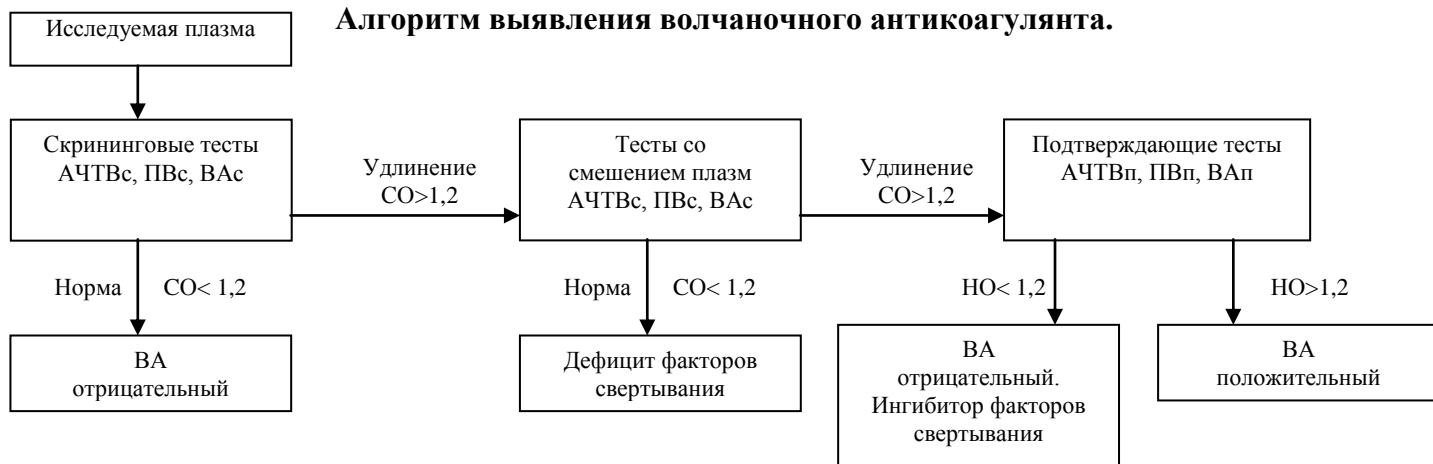 Алгоритм выявления волчаночного антикоагулянта.
Исследуемая плазма
Скрининговые тесты
АЧТВс, ПВс, ВАс
Удлинение
СО>1,2
Тесты со
смешением плазм
АЧТВс, ПВс, ВАс
Удлинение
СО>1,2
Подтверждающие тесты
АЧТВп, ПВп, ВАп
Норма СО< 1,2
Норма СО< 1,2
НО< 1,2
НО>1,2
ВА
отрицательный
Дефицит факторов
свертывания
ВА
отрицательный.
Ингибитор факторов
свертывания
ВА
положительный